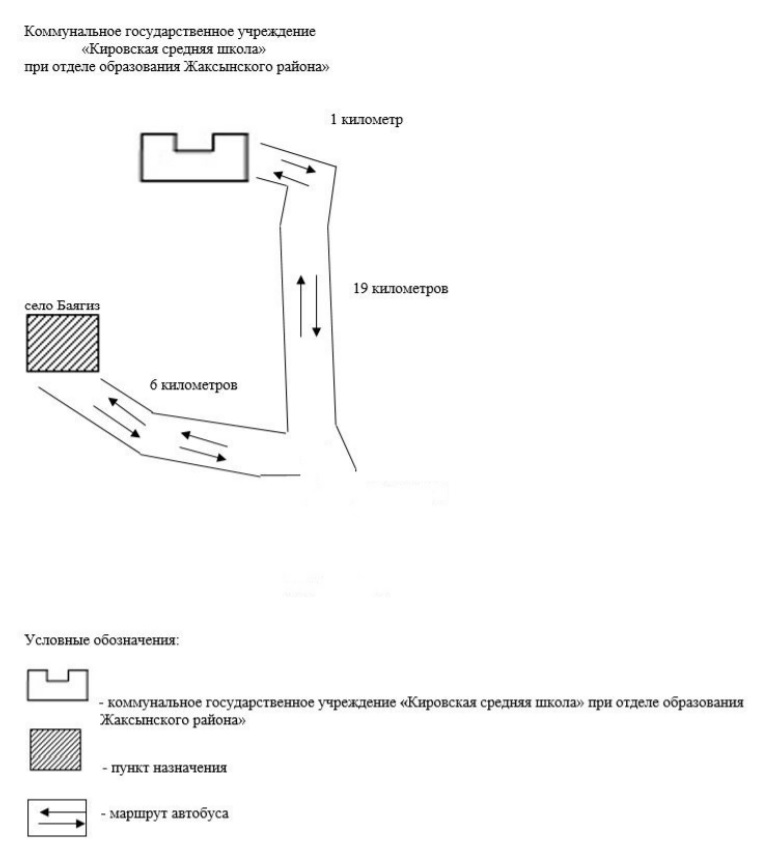 Коммунальное государственное учреждение
«Кировская средняя школа»
при отделе образования Жаксынского района»
1 километр
19 километров
село Баягиз
6 километров
Условные обозначения:
- коммунальное государственное учреждение «Кировская средняя школа» при отделе образования
Жаксынского района»
- пункт назначения
- маршрут автобуса